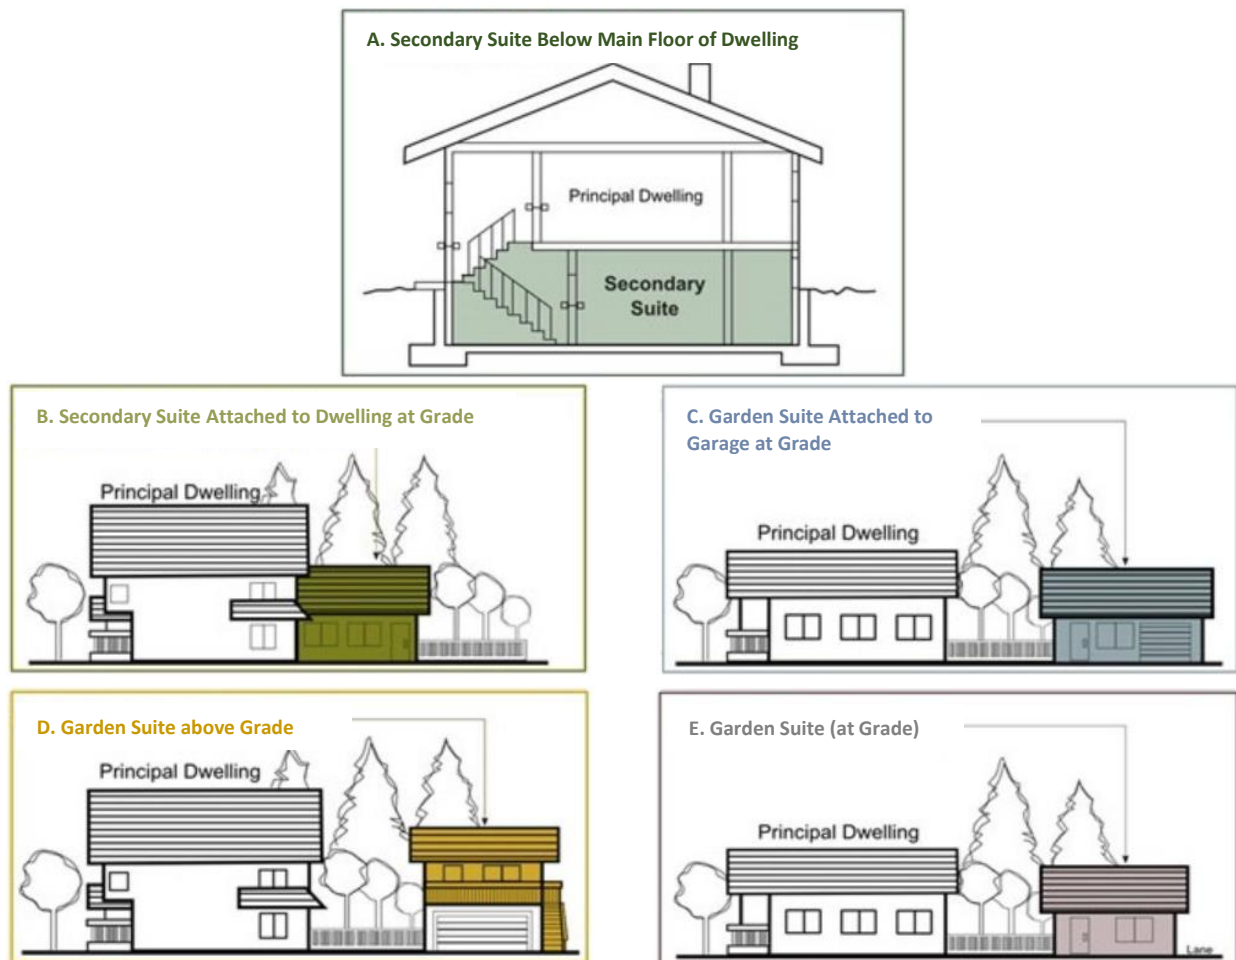 A. Secondary Suite Below Main Floor of Dwelling
Principal Dwelling
Secondary
Suite
B. Secondary Suite Attached to Dwelling at Grade
Principal Dwelling
C. Garden Suite Attached to
Garage at Grade
Principal Dwelling
D. Garden Suite above Grade
Principal Dwelling
E. Garden Suite (at Grade)
Principal Dwelling
Lane